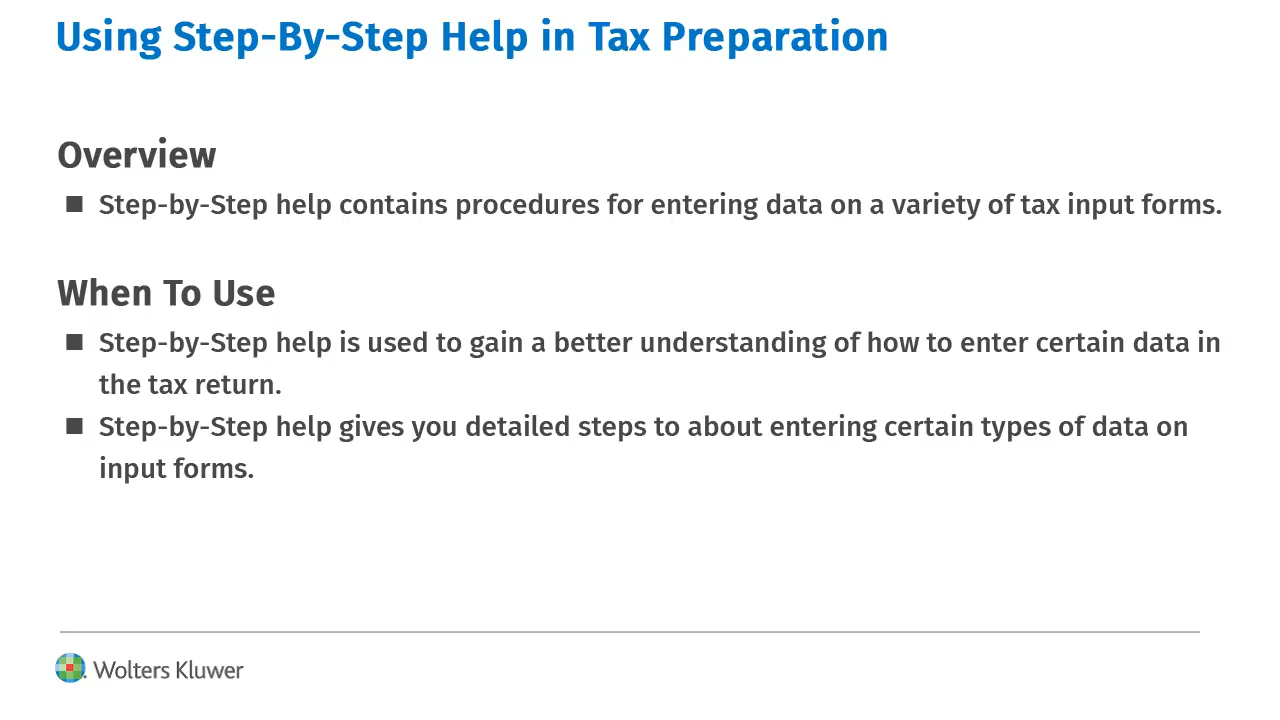 Using Step-By-Step Help in Tax Preparation
Overview
■ Step-by-Step help contains procedures for entering data on a variety of tax input forms.
When To Use
■ Step-by-Step help is used to gain a better understanding of how to enter certain data in
the tax return.
■ Step-by-Step help gives you detailed steps to about entering certain types of data on
input forms.
Wolters Kluwer